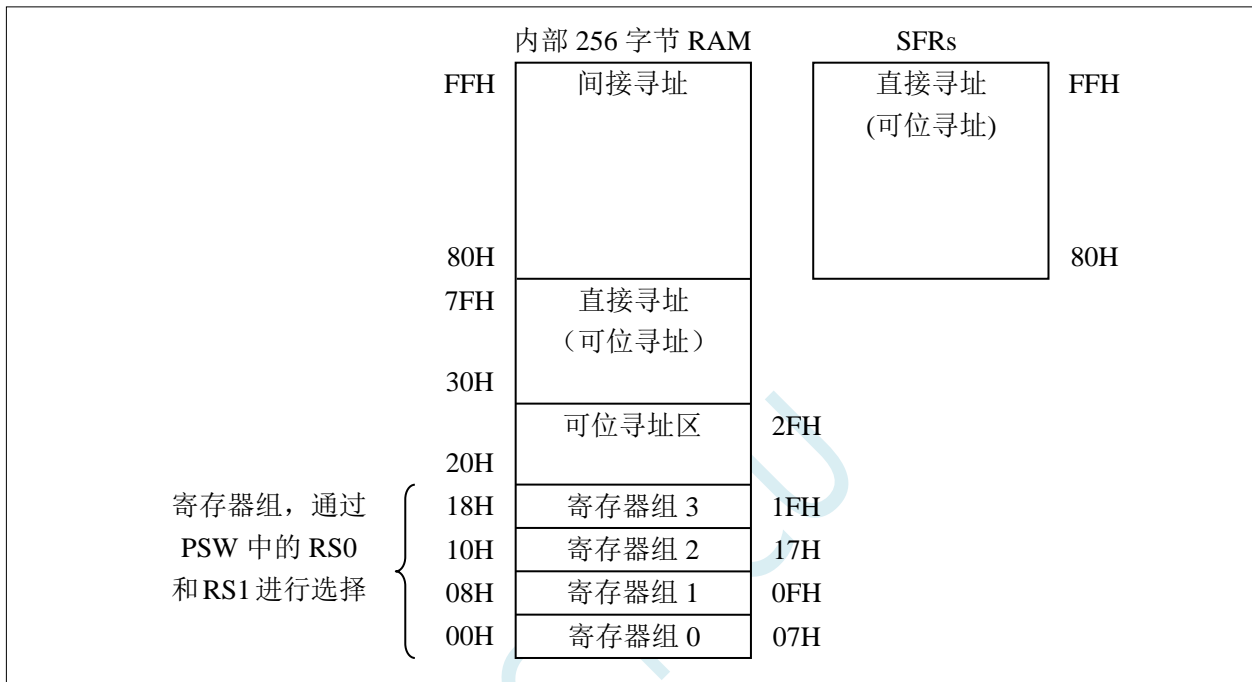 内部 256 字节 RAM
SFRs
FFH
间接寻址
直接寻址
FFH
(可位寻址)
80H
80H
7FH
直接寻址
（可位寻址）
30H
可位寻址区
2FH
20H
寄存器组，通过
PSW 中的 RS0
和RS1进行选择
18H
寄存器组 3
1FH
10H
寄存器组 2
17H
08H
寄存器组 1
0FH
00H
寄存器组 0
07H